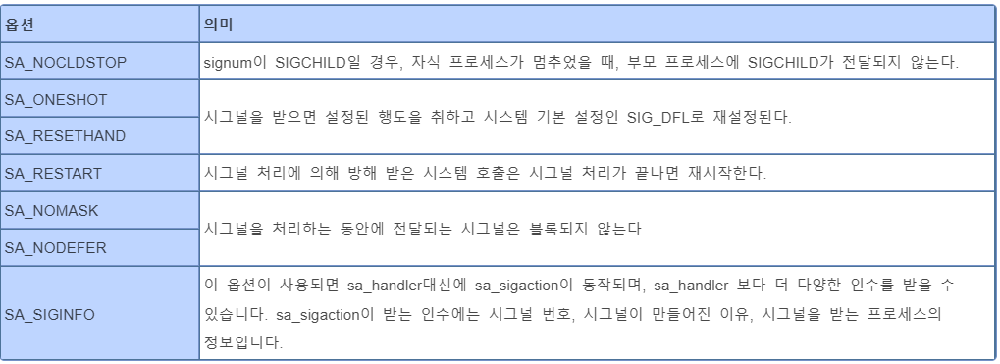 옵션 의미
SA_NOCLDSTOP signum이 SIGCHILD일 경우, 자식 프로세스가 멈추었을 때, 부모 프로세스에 SIGCHILD가 전달되지 않는다.
SA_ONESHOT
시그널을 받으면 설정된 행도을 취하고 시스템 기본 설정인 SIG_DFL로 재설정된다.
SA_RESETHAND
SA_RESTART 시그널 처리에 의해 방해 받은 시스템 호출은 시그널 처리가 끝나면 재시작한다.
SA_NOMASK
시그널을 처리하는 동안에 전달되는 시그널은 블록되지 않는다.
SA_NODEFER
이 옵션이 사용되면 sa_handler대신에 sa_sigaction이 동작되며, sa_handler 보다 더 다양한 인수를 받을 수
SA_SIGINFO 있습니다. sa_sigaction이 받는 인수에는 시그널 번호, 시그널이 만들어진 이유, 시그널을 받는 프로세스의
정보입니다.